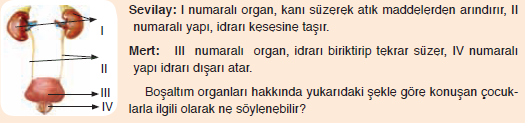 I
II
III
IV
Sevilay: I numaralı organ, kanı süzerek atık maddelerden arındırır, II
numaralı yapı, idrarı kesesine taşır.
Mert: III numaralı organ, idrarı biriktirip tekrar süzer, IV numaralı
yapı idrarı dışarı atar.
Boşaltım organları hakkında yukarıdaki şekle göre konuşan çocuk-
larla ilgili olarak ne söylenebilir?